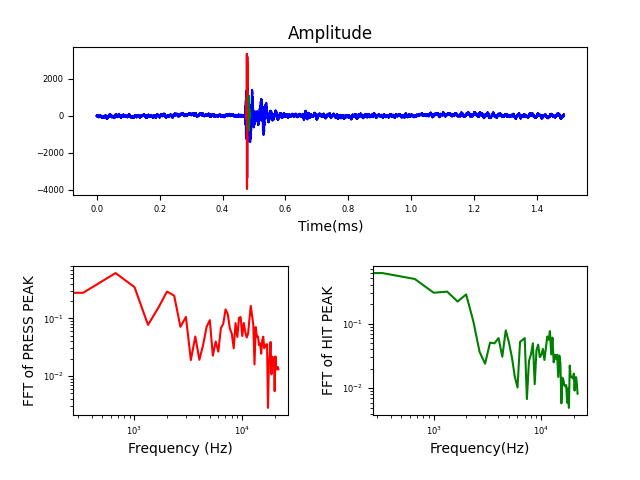 Amplitude
2000
0
−2000
−4000
0.0 0.2 0.4 0.6 0.8 1.0 1.2 1.4
Time(ms)
FFT of PRESS PEAK
10⁻¹
10⁻²
10³ 10⁴
Frequency (Hz)
FFT of HIT PEAK
10⁻¹
10⁻²
10³ 10⁴
Frequency(Hz)